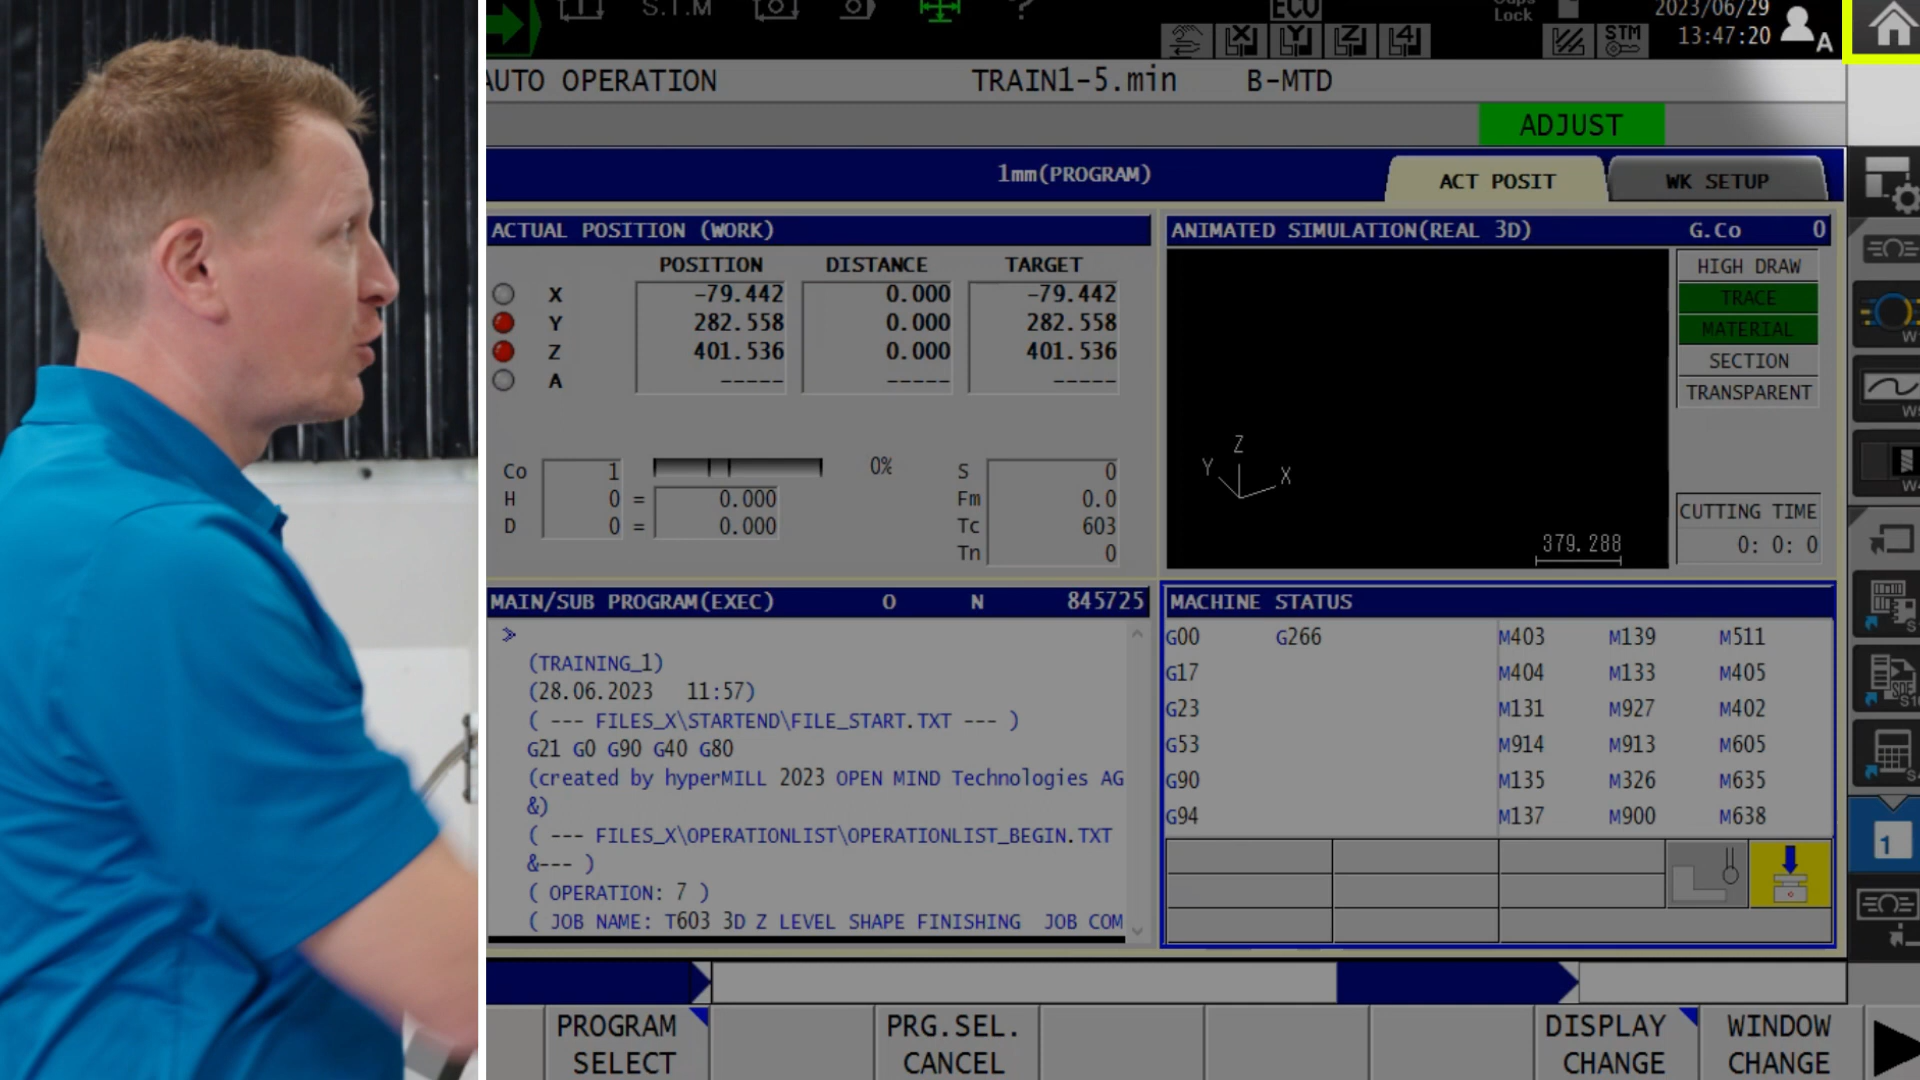 S.T.M
?
ECO
Caps
Lock
2023/06/29
13:47:20
A
X Y Z 4
STM
AUTO OPERATION TRAIN1-5.min B-MTD
ADJUST
1mm(PROGRAM)
ACT POSIT
WK SETUP
ACTUAL POSITION (WORK)
POSITION DISTANCE TARGET
X -79.442 0.000 -79.442
Y 282.558 0.000 282.558
Z 401.536 0.000 401.536
A ----- ----- -----
Co 1 0% S 0
H 0 = 0.000 Fm 0.0
D 0 = 0.000 Tc 603
Tn 0
ANIMATED SIMULATION(REAL 3D) G.Co 0
HIGH DRAW
TRACE
MATERIAL
SECTION
TRANSPARENT
Z
Y X
379.288
CUTTING TIME
0: 0: 0
MAIN/SUB PROGRAM(EXEC) O N 845725
>
(TRAINING_1)
(28.06.2023 11:57)
( --- FILES_X\STARTEND\FILE_START.TXT --- )
G21 G0 G90 G40 G80
(created by hyperMILL 2023 OPEN MIND Technologies AG
&)
( --- FILES_X\OPERATIONLIST\OPERATIONLIST_BEGIN.TXT
&--- )
( OPERATION: 7 )
( JOB NAME: T603 3D Z LEVEL SHAPE FINISHING JOB COM
MACHINE STATUS
G00 G266 M403 M139 M511
G17 M404 M133 M405
G23 M131 M927 M402
G53 M914 M913 M605
G90 M135 M326 M635
G94 M137 M900 M638
1
PROGRAM
SELECT
PRG.SEL.
CANCEL
DISPLAY
CHANGE
WINDOW
CHANGE